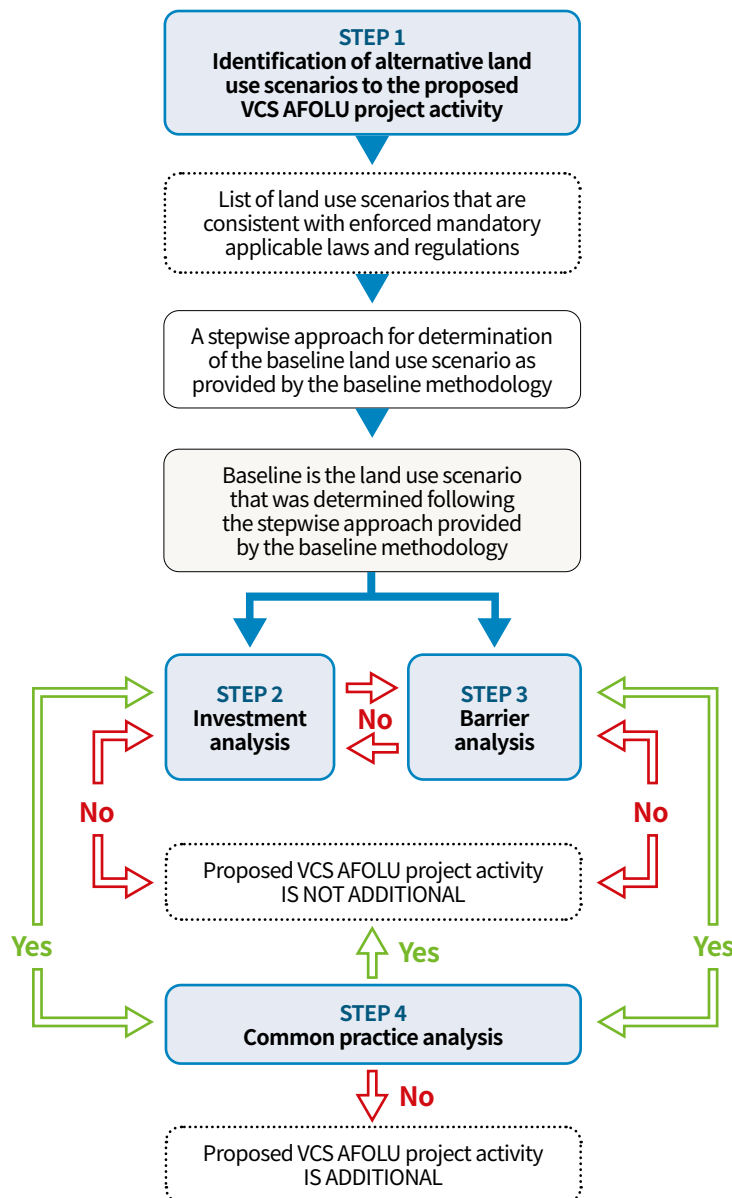 STEP 1
Identification of alternative land
use scenarios to the proposed
VCS AFOLU project activity
List of land use scenarios that are
consistent with enforced mandatory
applicable laws and regulations
A stepwise approach for determination
of the baseline land use scenario as
provided by the baseline methodology
Baseline is the land use scenario
that was determined following
the stepwise approach provided
by the baseline methodology
STEP 2
Investment
analysis
No
STEP 3
Barrier
analysis
No
No
Proposed VCS AFOLU project activity
IS NOT ADDITIONAL
Yes
Yes
Yes
STEP 4
Common practice analysis
No
Proposed VCS AFOLU project activity
IS ADDITIONAL